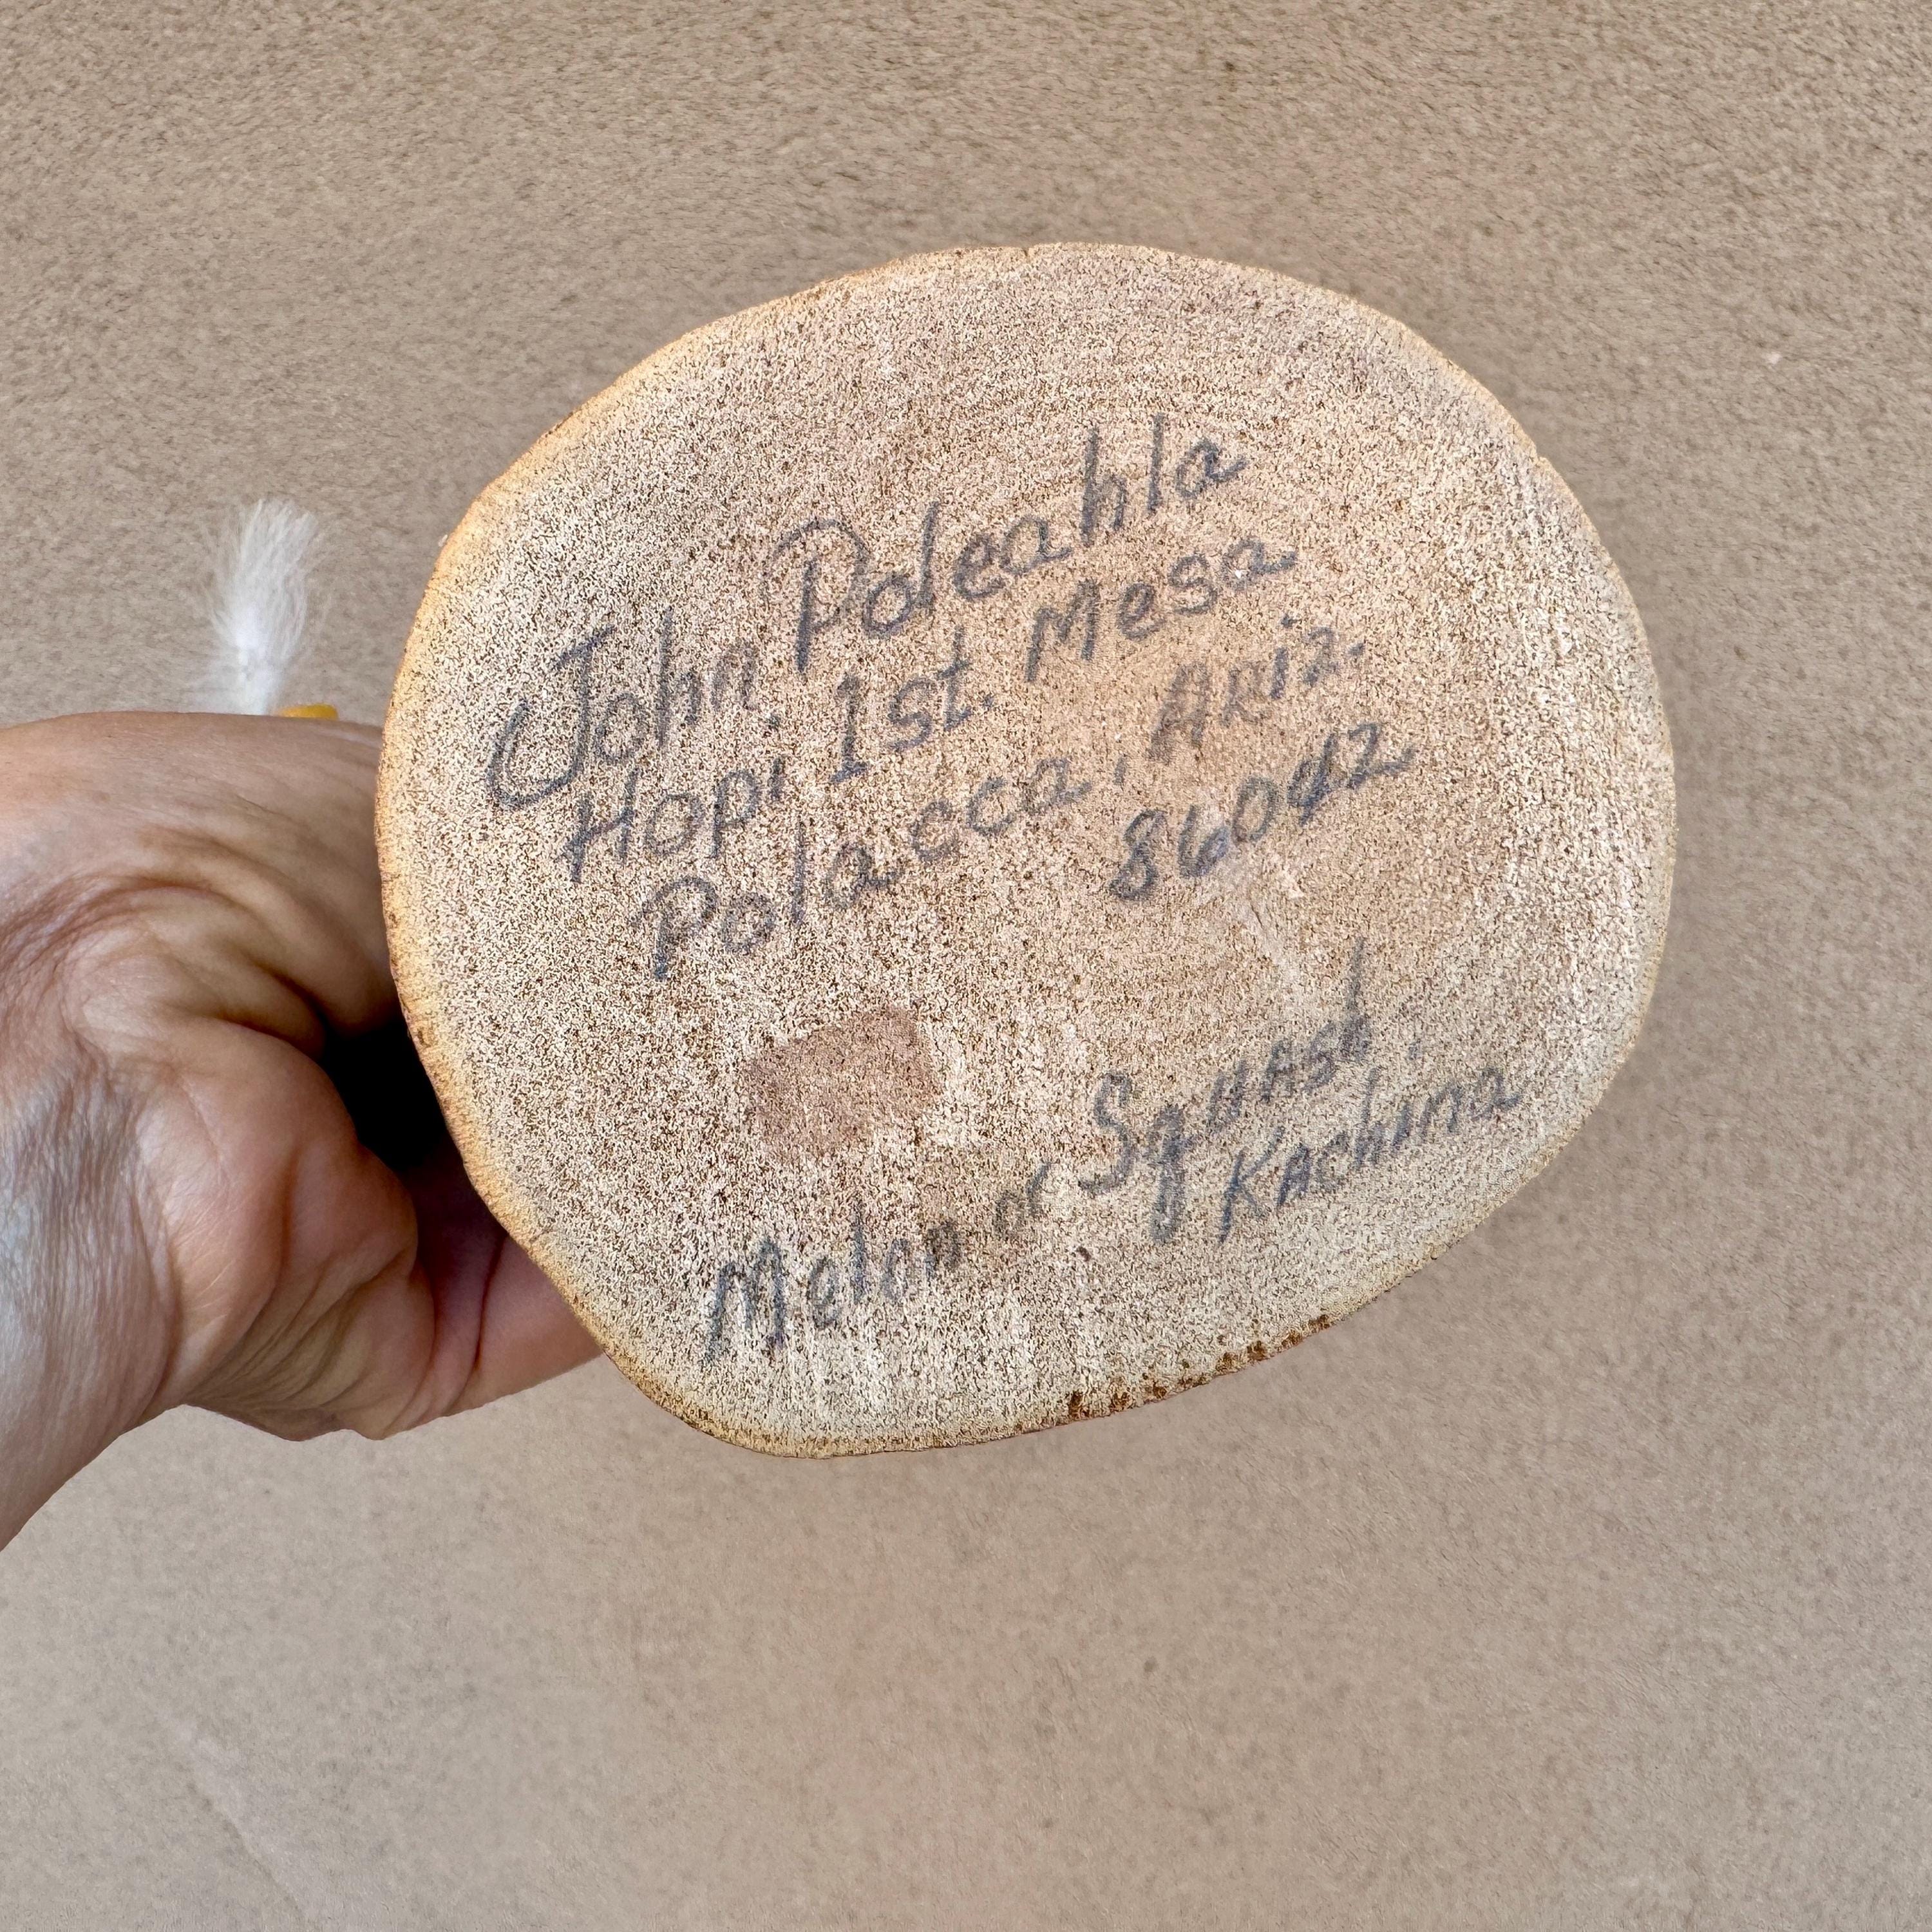 John Poleahla
Hopi 1st. Mesa
Polacca, Ariz.
86042
Melon or Squash
Kachina